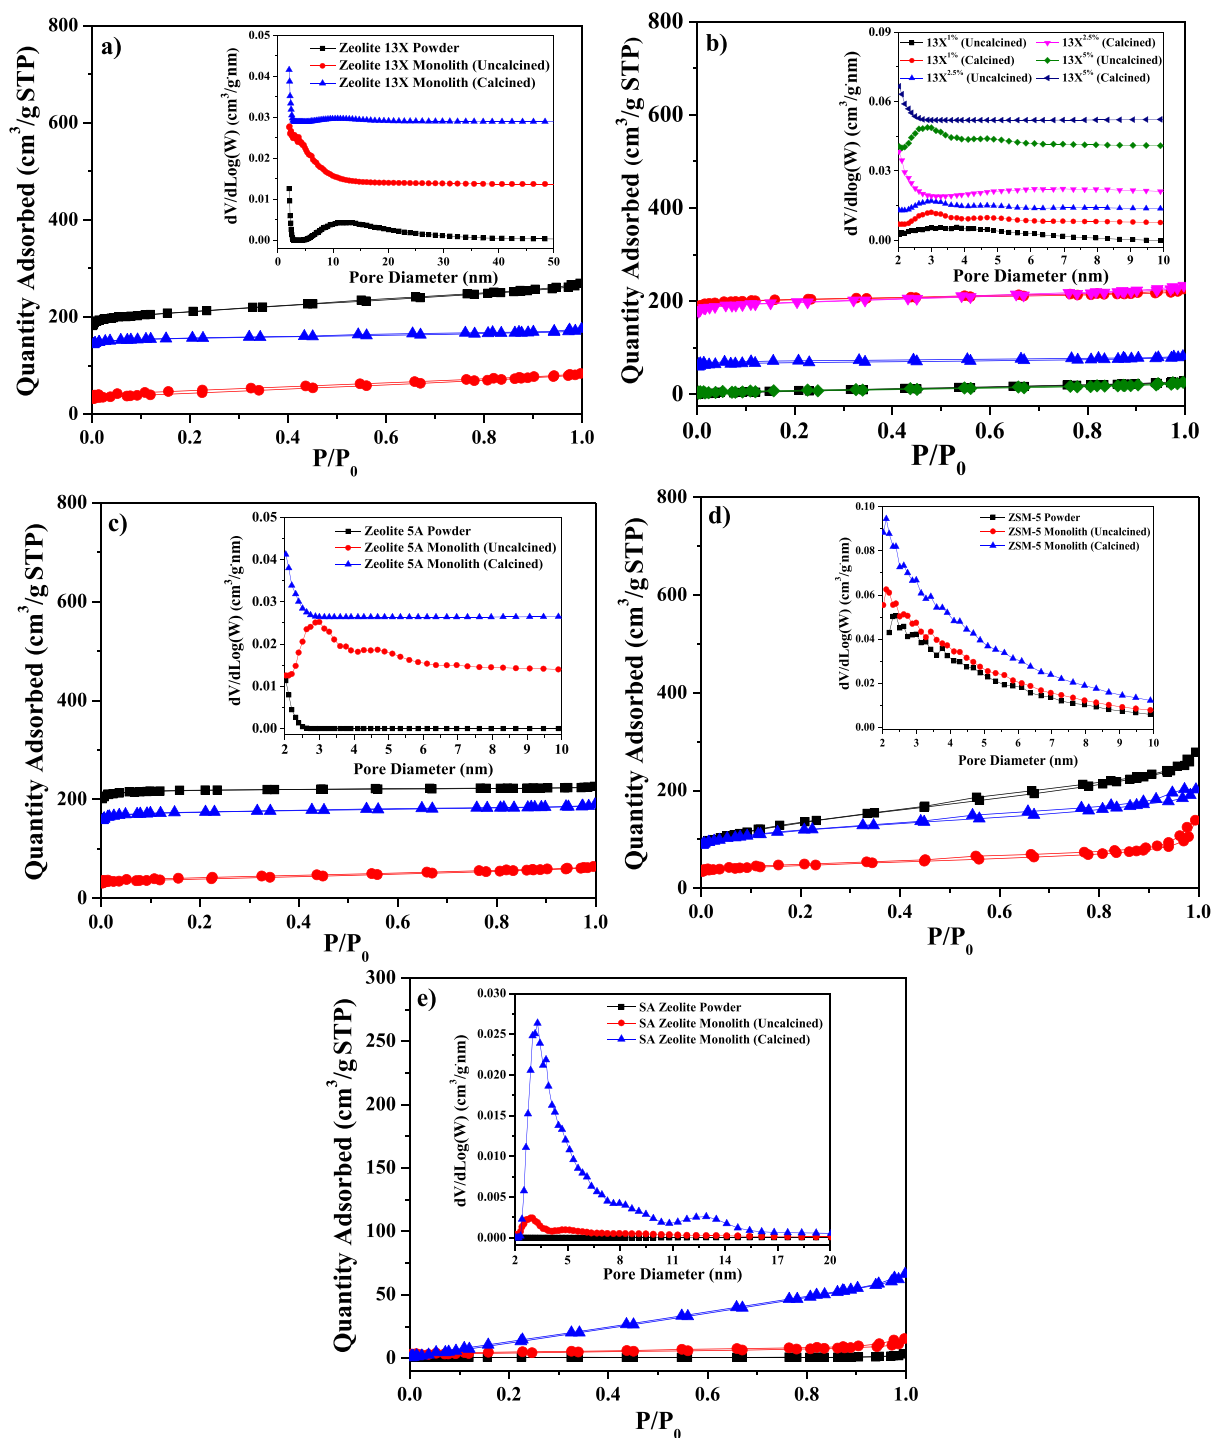 a)
Zeolite 13X Powder
Zeolite 13X Monolith (Uncalcined)
Zeolite 13X Monolith (Calcined)
dV/dLog(W) (cm³/g·nm)
0.05
0.04
0.03
0.02
0.01
0.00
0 10 20 30 40 50
Pore Diameter (nm)
Quantity Adsorbed (cm³/g STP)
800
600
400
200
0
0.0 0.2 0.4 0.6 0.8 1.0
P/P₀
b)
13X¹% (Uncalcined)
13X¹% (Calcined)
13X²·⁵% (Uncalcined)
13X²·⁵% (Calcined)
13X⁵% (Uncalcined)
13X⁵% (Calcined)
dV/dlog(W) (cm³/g·nm)
0.09
0.06
0.03
0.00
2 3 4 5 6 7 8 9 10
Pore Diameter (nm)
Quantity Adsorbed (cm³/g STP)
800
600
400
200
0
0.0 0.2 0.4 0.6 0.8 1.0
P/P₀
c)
Zeolite 5A Powder
Zeolite 5A Monolith (Uncalcined)
Zeolite 5A Monolith (Calcined)
dV/dLog(W) (cm³/g·nm)
0.05
0.04
0.03
0.02
0.01
0.00
2 3 4 5 6 7 8 9 10
Pore Diameter (nm)
Quantity Adsorbed (cm³/g STP)
800
600
400
200
0
0.0 0.2 0.4 0.6 0.8 1.0
P/P₀
d)
ZSM-5 Powder
ZSM-5 Monolith (Uncalcined)
ZSM-5 Monolith (Calcined)
dV/dLog(W) (cm³/g·nm)
0.10
0.08
0.06
0.04
0.02
0.00
2 3 4 5 6 7 8 9 10
Pore Diameter (nm)
Quantity Adsorbed (cm³/g STP)
800
600
400
200
0
0.0 0.2 0.4 0.6 0.8 1.0
P/P₀
e)
SA Zeolite Powder
SA Zeolite Monolith (Uncalcined)
SA Zeolite Monolith (Calcined)
dV/dLog(W) (cm³/g·nm)
0.030
0.025
0.020
0.015
0.010
0.005
0.000
2 5 8 11 14 17 20
Pore Diameter (nm)
Quantity Adsorbed (cm³/g STP)
300
250
200
150
100
50
0
0.0 0.2 0.4 0.6 0.8 1.0
P/P₀